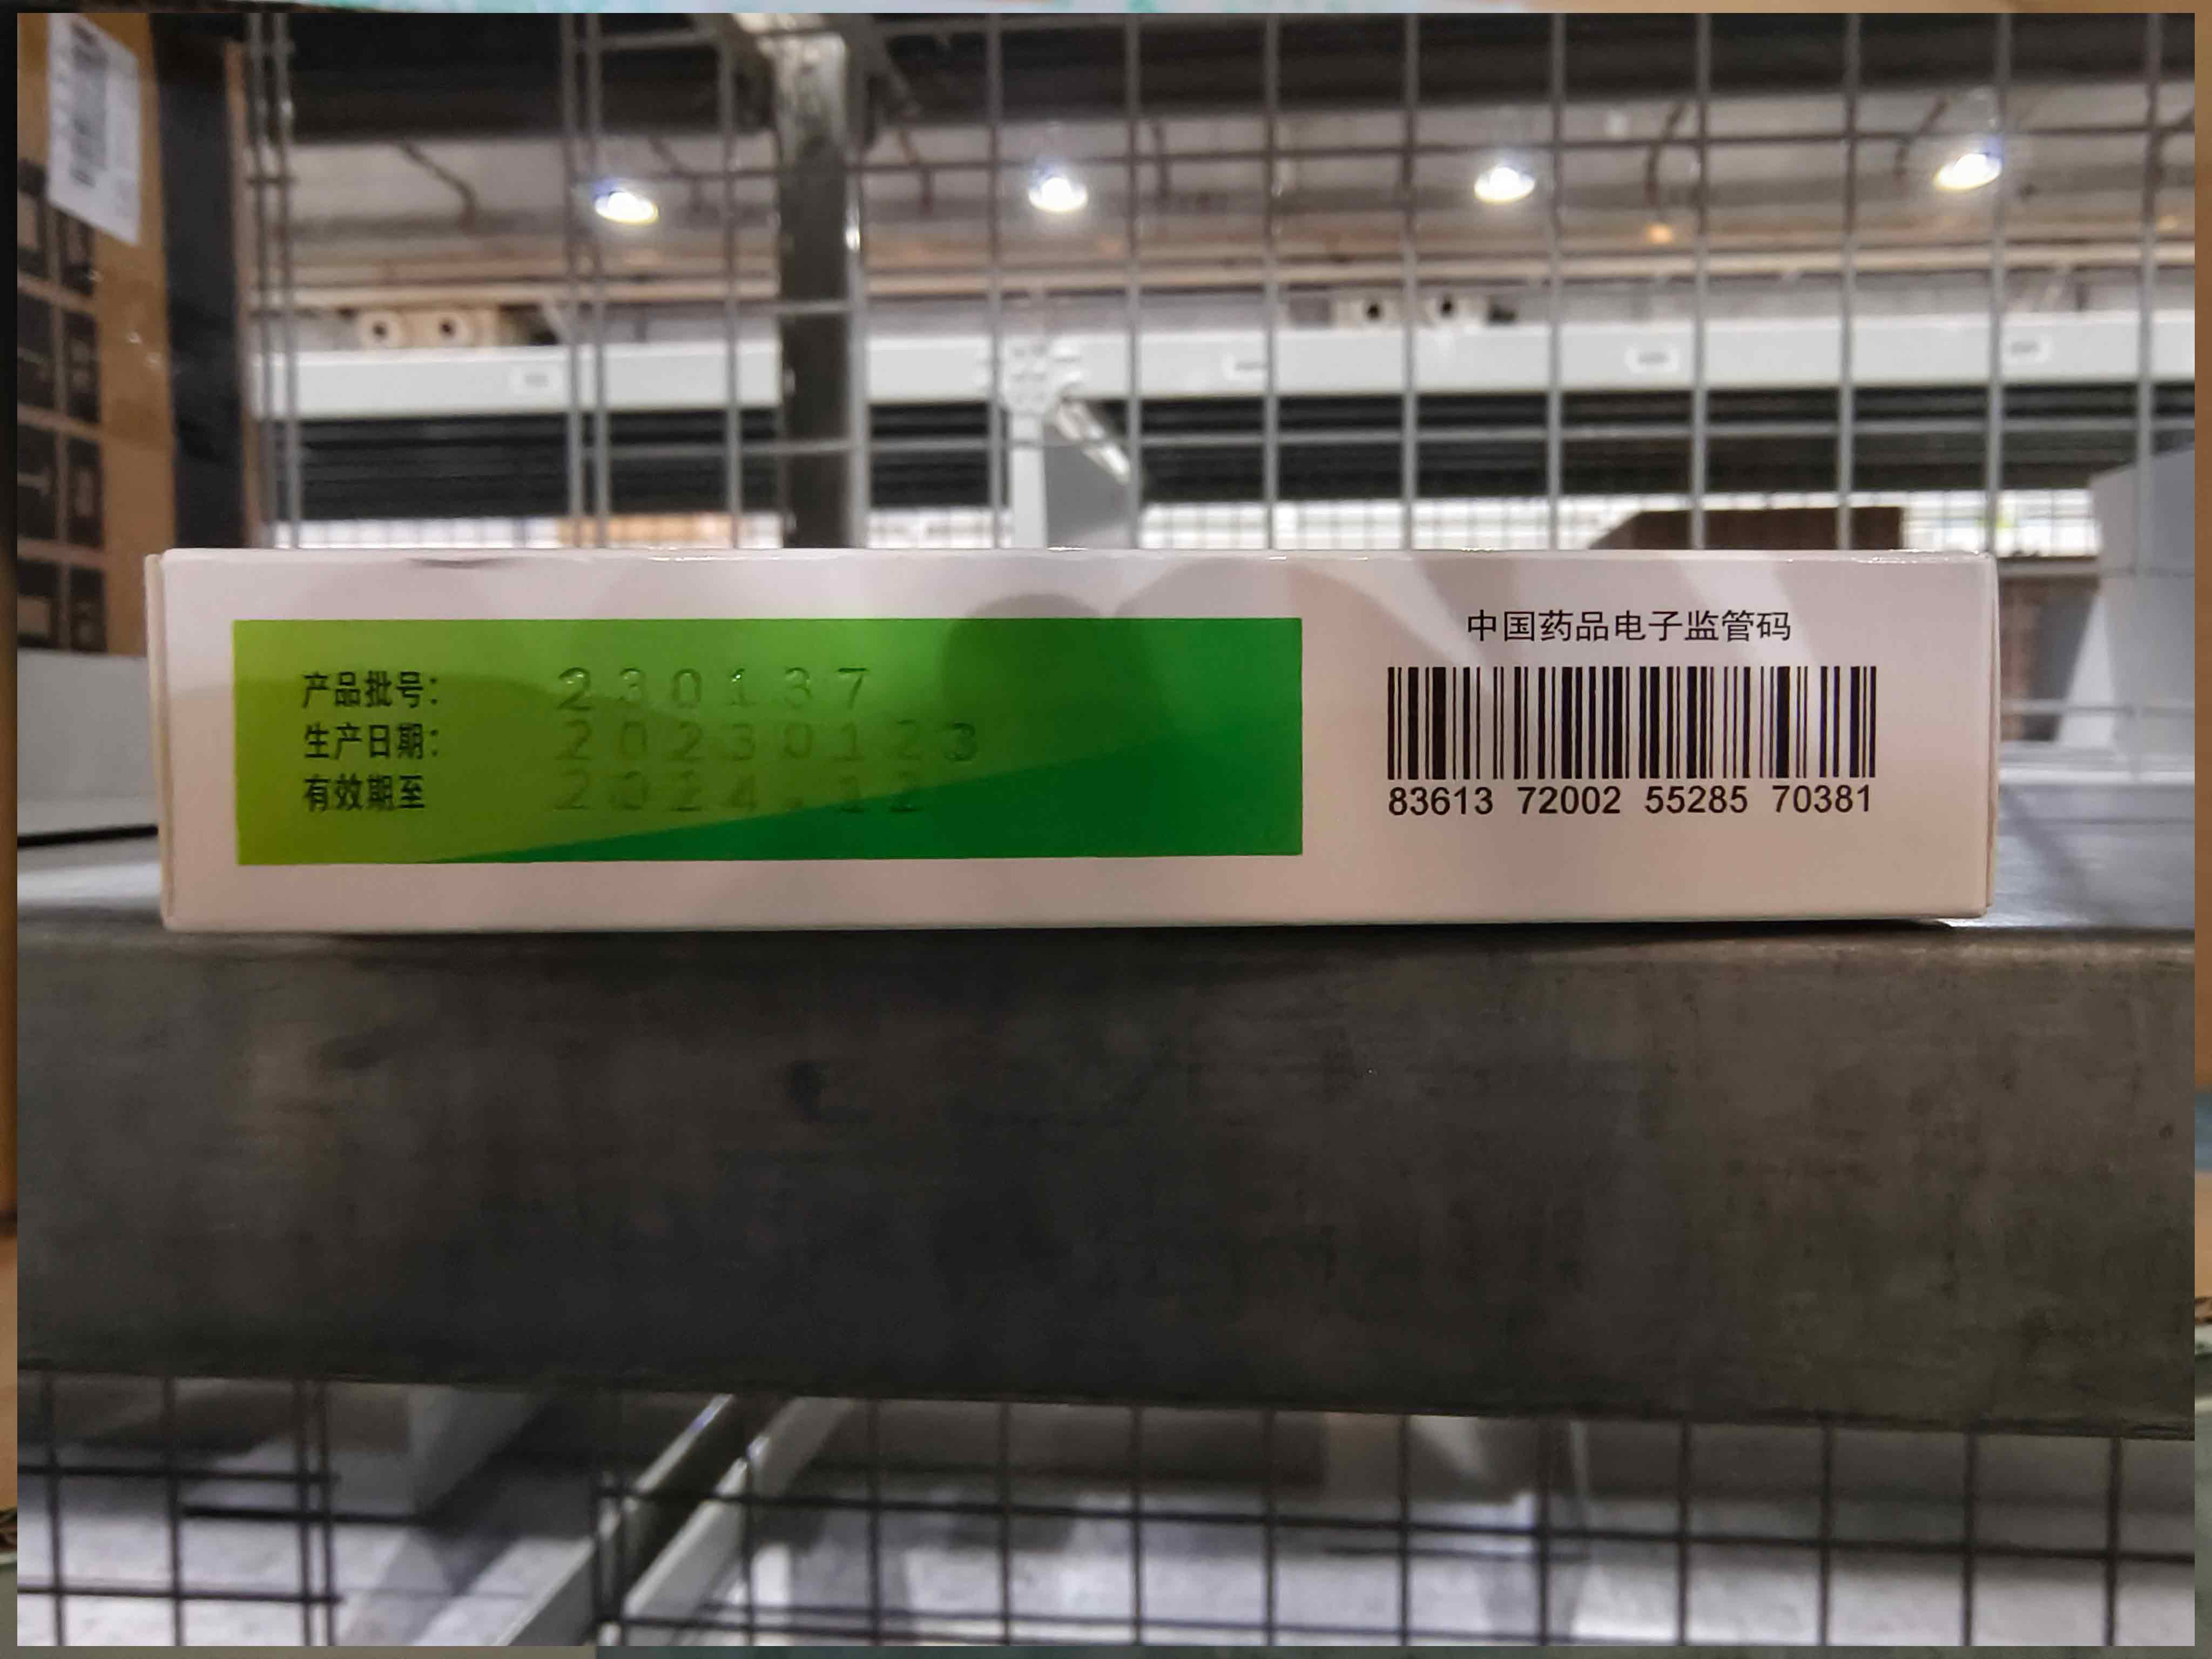 产品批号: 230137
生产日期: 20230123
有效期至 2024.12
中国药品电子监管码
83613 72002 55285 70381